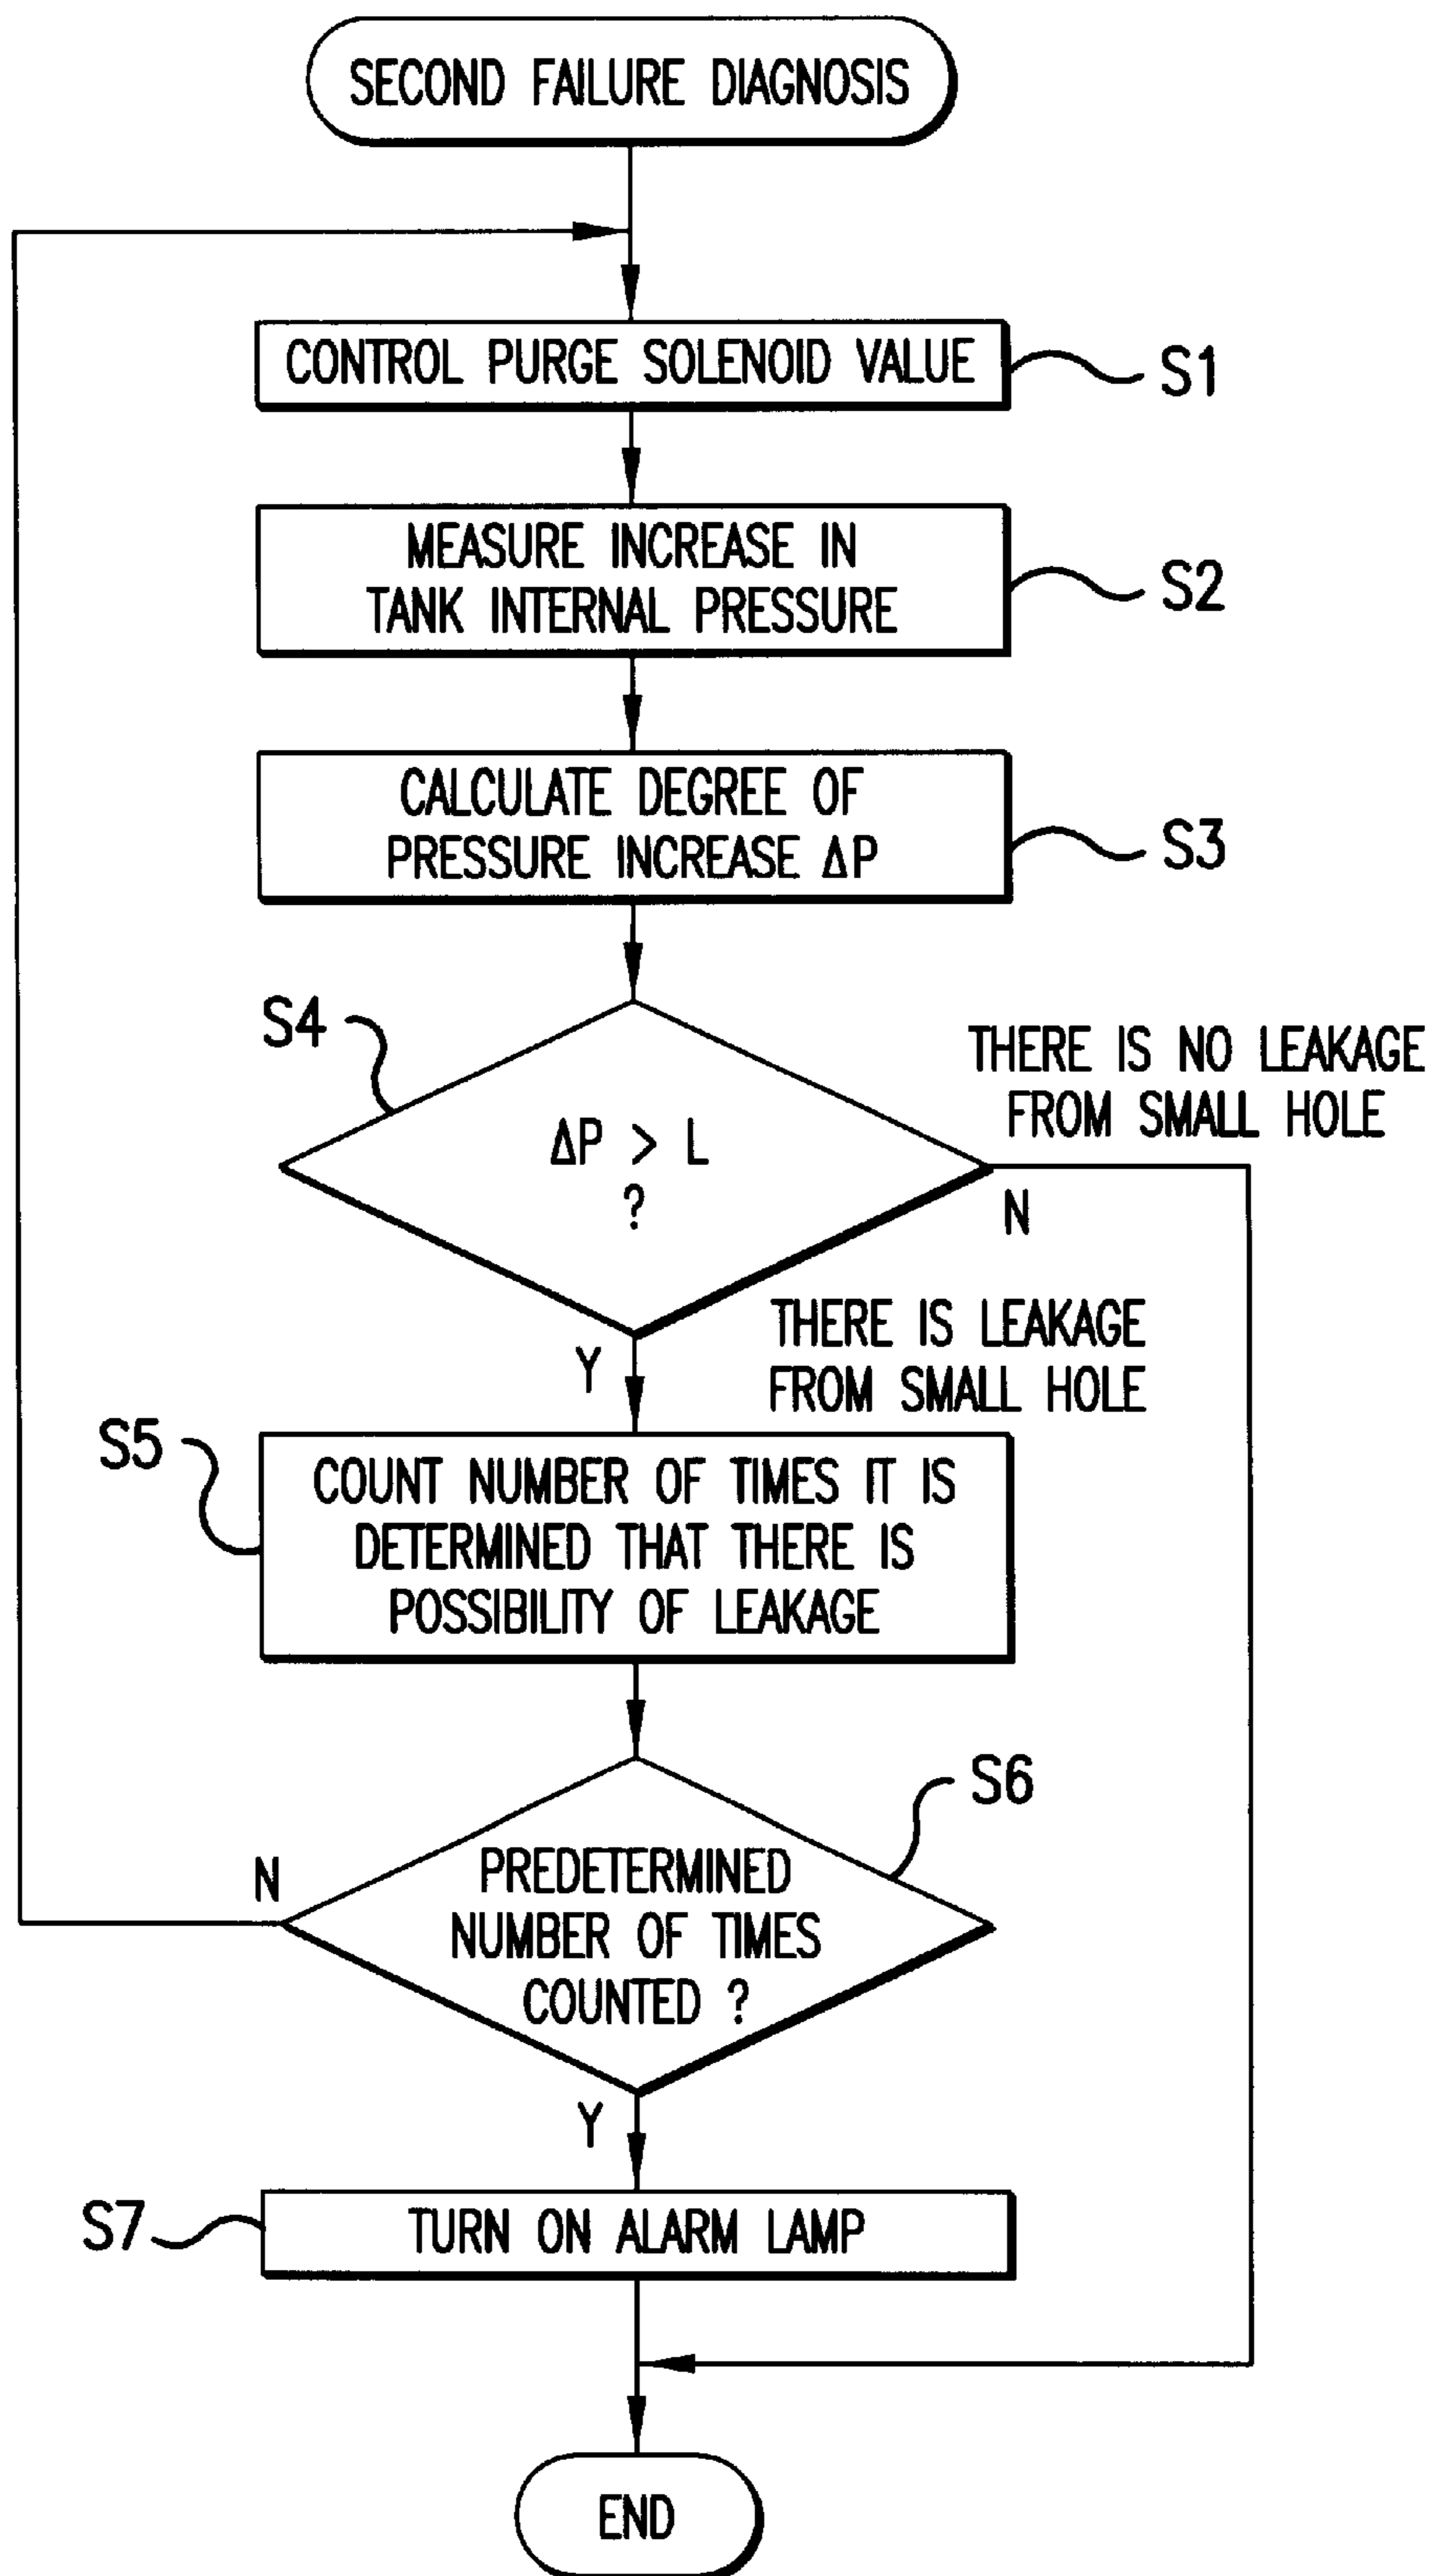 SECOND FAILURE DIAGNOSIS
CONTROL PURGE SOLENOID VALUE
S1
MEASURE INCREASE IN
TANK INTERNAL PRESSURE
S2
CALCULATE DEGREE OF
PRESSURE INCREASE ΔP
S3
S4
ΔP > L
?
THERE IS NO LEAKAGE
FROM SMALL HOLE
N
Y
THERE IS LEAKAGE
FROM SMALL HOLE
S5
COUNT NUMBER OF TIMES IT IS
DETERMINED THAT THERE IS
POSSIBILITY OF LEAKAGE
S6
N
PREDETERMINED
NUMBER OF TIMES
COUNTED ?
Y
S7
TURN ON ALARM LAMP
END